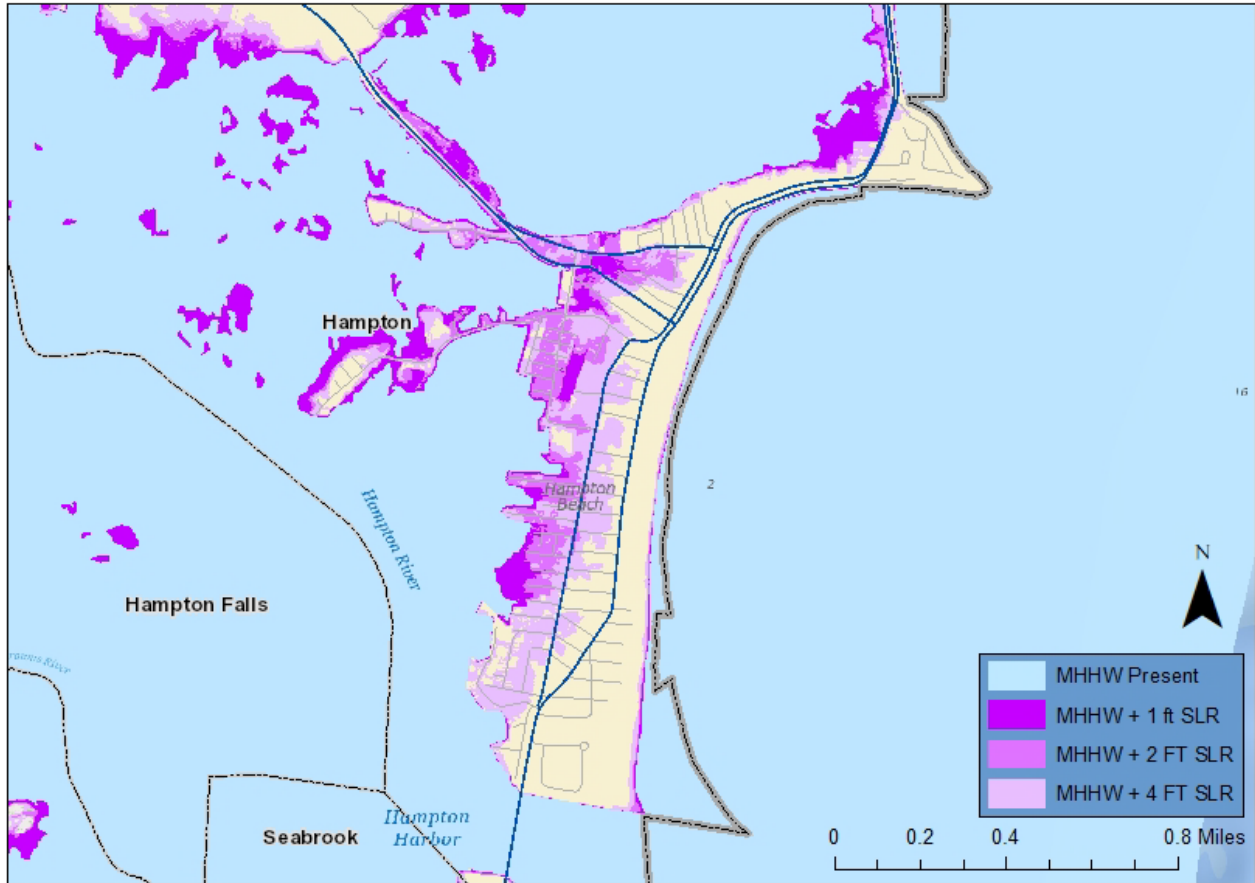 Hampton
Hampton
Beach
Hampton River
Hampton Falls
Seabrook
Hampton
Harbor
River
16
2
N
MHHW Present
MHHW + 1 ft SLR
MHHW + 2 FT SLR
MHHW + 4 FT SLR
0 0.2 0.4 0.8 Miles